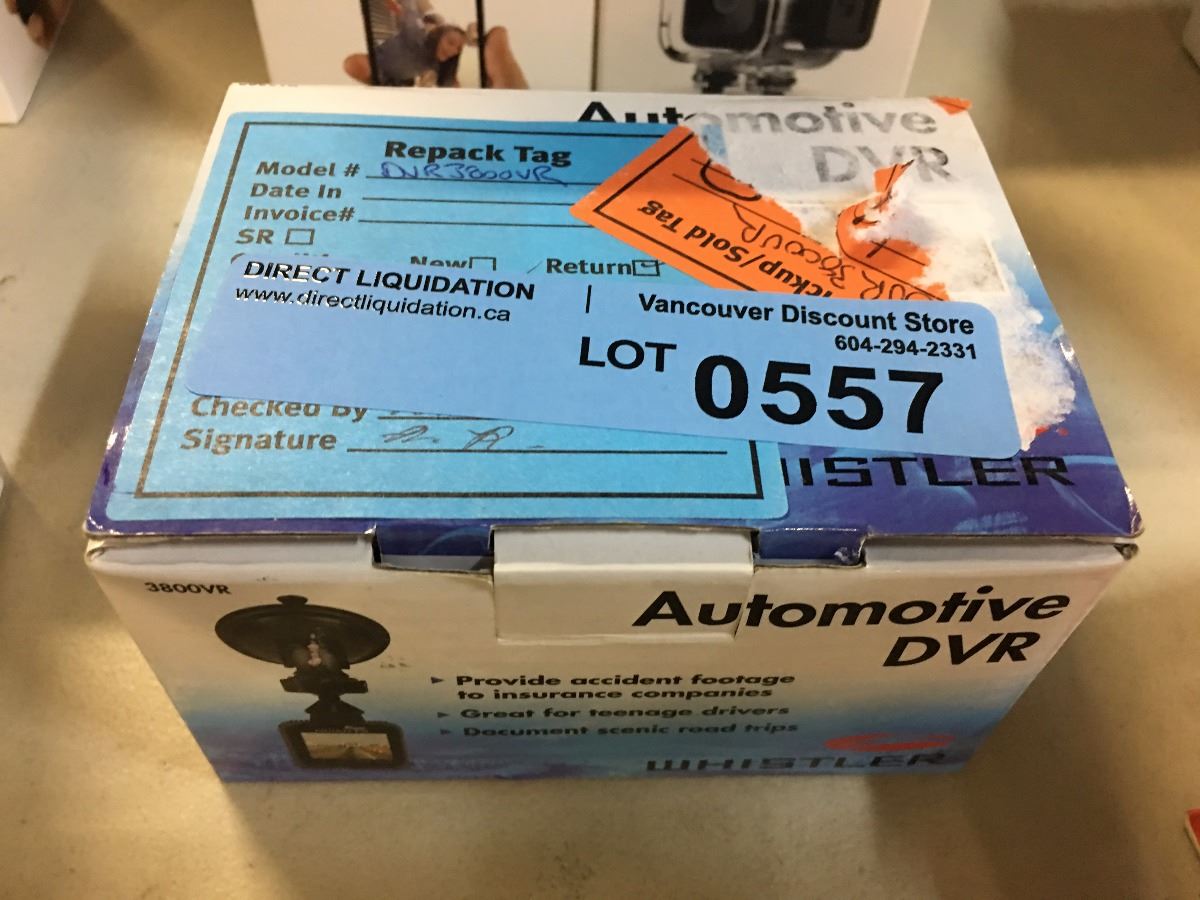 Automotive
DVR
Repack Tag
Model # DVR3800VR
Date In
Invoice#
SR
New Return
Pickup/Sold Tag
3800VR
DIRECT LIQUIDATION
www.directliquidation.ca
Vancouver Discount Store
604-294-2331
LOT 0557
Checked By
Signature
HISTLER
3800VR
Automotive
DVR
Provide accident footage
to insurance companies
Great for teenage drivers
Document scenic road trips
WHISTLER